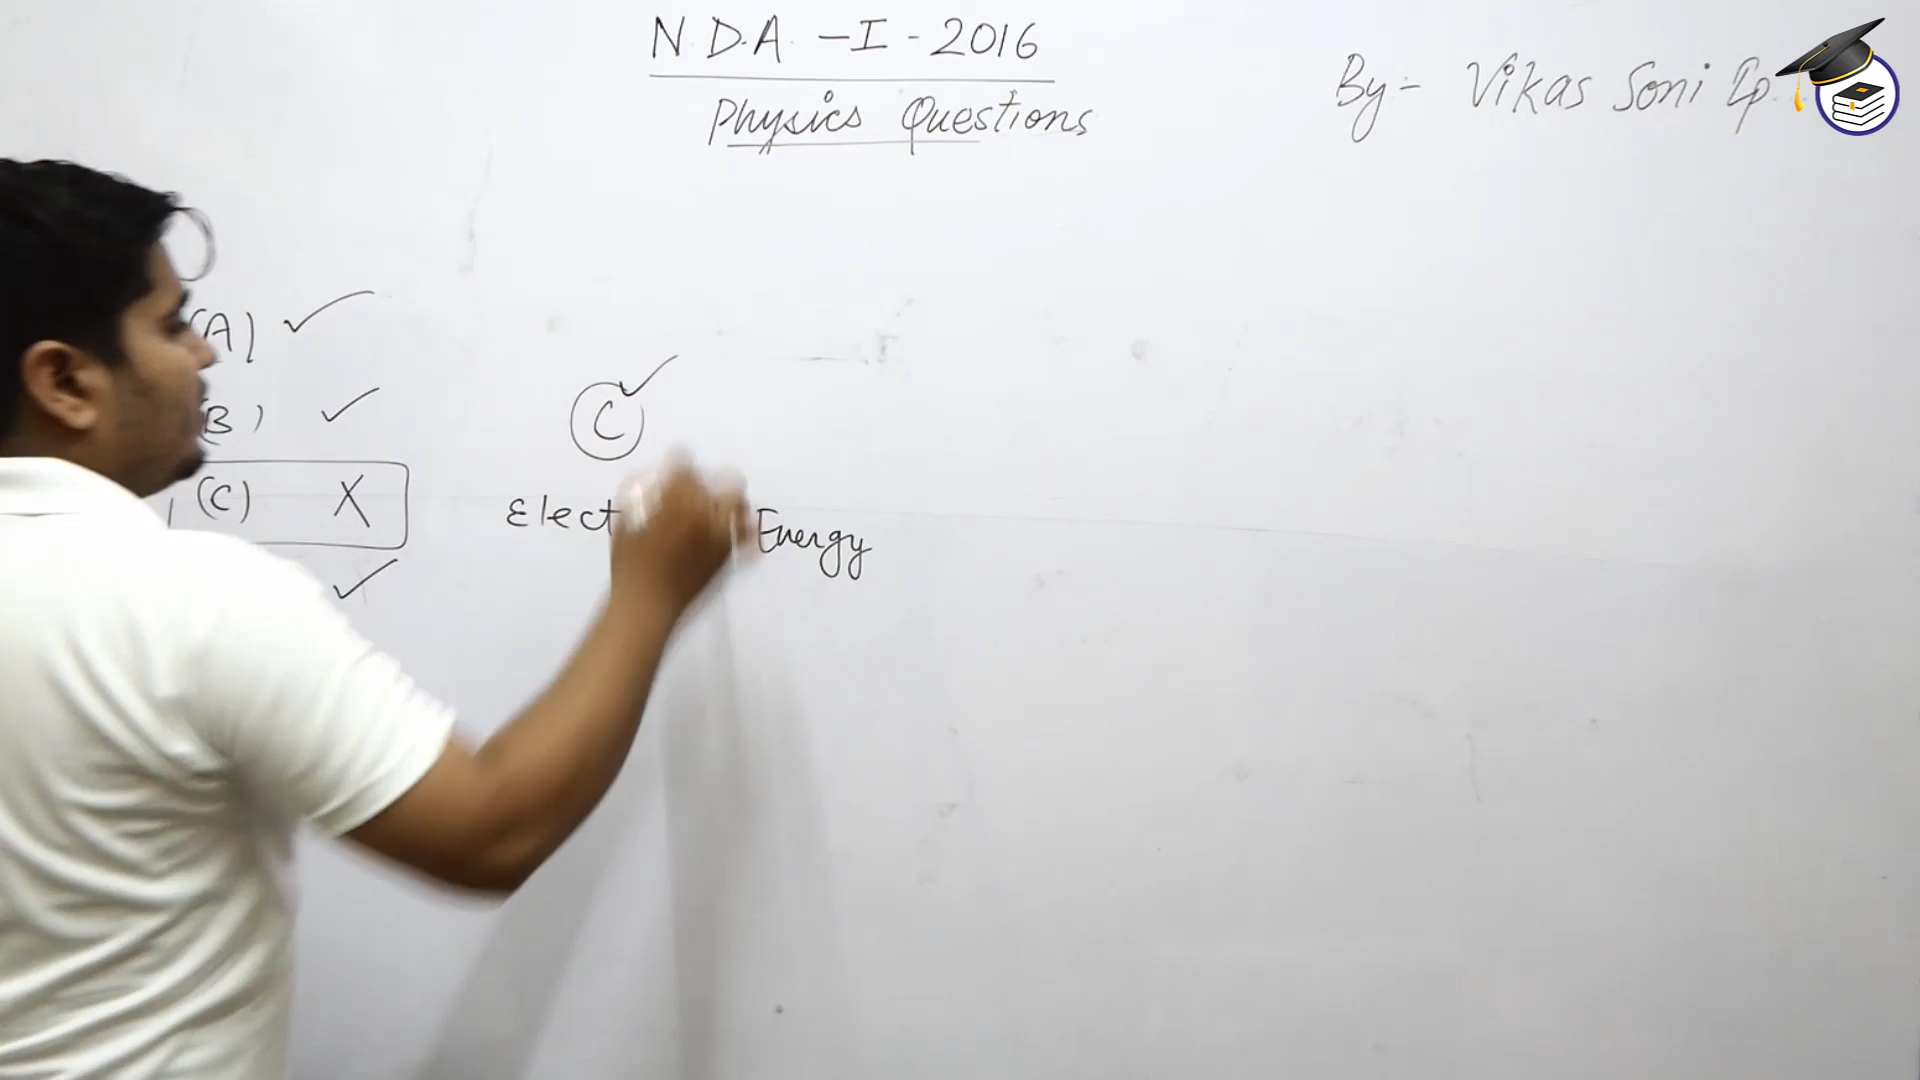 N.D.A. - I - 2016
Physics Questions
By:- Vikas Soni
(A) ✓
(B) ✓
(C) X
✓
C ✓
Elect
Energy